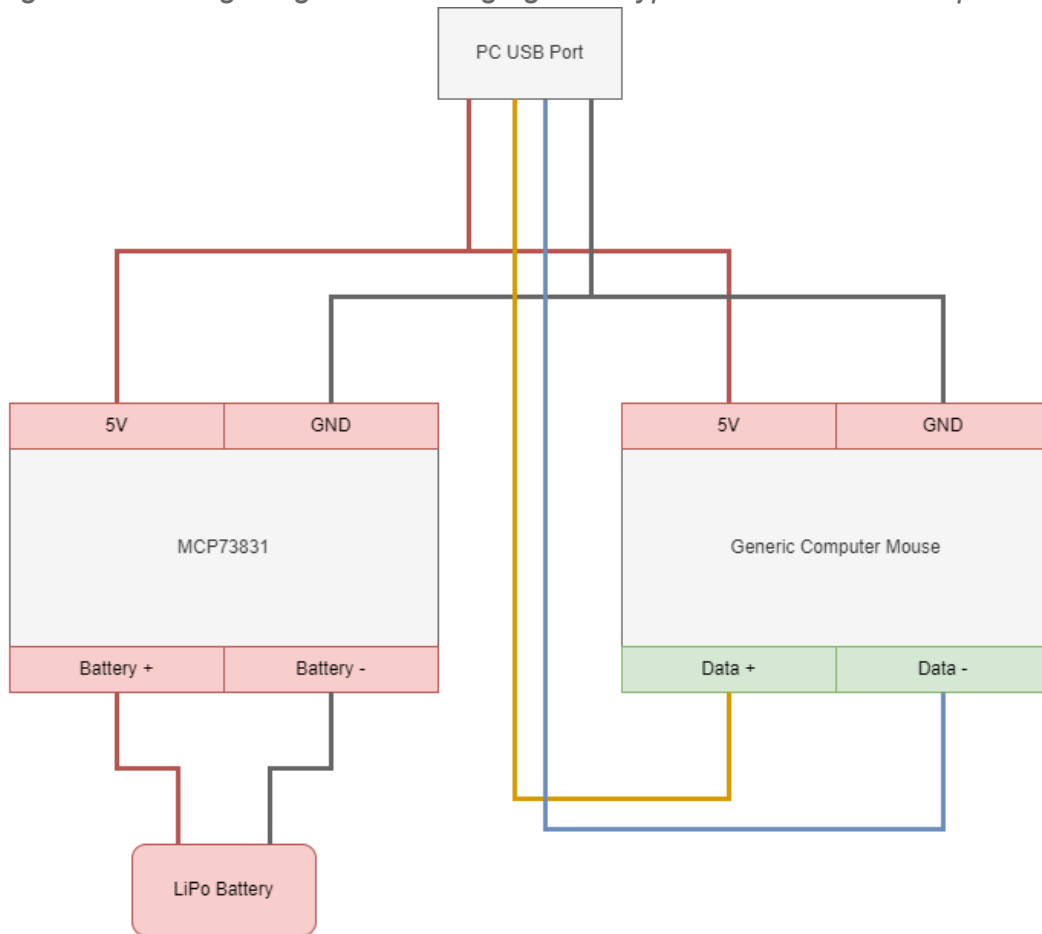 PC USB Port
5V
GND
5V
GND
MCP73831
Generic Computer Mouse
Battery +
Battery -
Data +
Data -
LiPo Battery